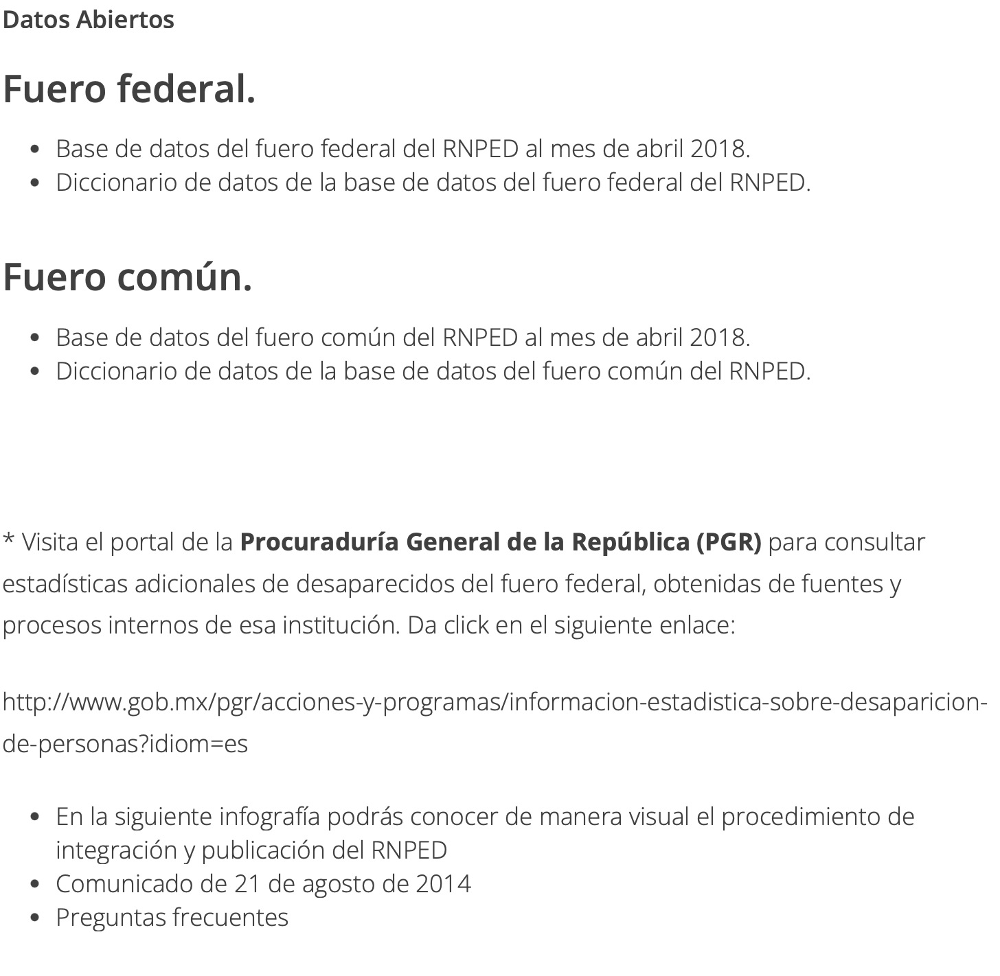 Datos Abiertos
Fuero federal.
• Base de datos del fuero federal del RNPED al mes de abril 2018.
• Diccionario de datos de la base de datos del fuero federal del RNPED.
Fuero común.
• Base de datos del fuero común del RNPED al mes de abril 2018.
• Diccionario de datos de la base de datos del fuero común del RNPED.
* Visita el portal de la Procuraduría General de la República (PGR) para consultar
estadísticas adicionales de desaparecidos del fuero federal, obtenidas de fuentes y
procesos internos de esa institución. Da click en el siguiente enlace:
http://www.gob.mx/pgr/acciones-y-programas/informacion-estadistica-sobre-desaparicion-
de-personas?idiom=es
• En la siguiente infografía podrás conocer de manera visual el procedimiento de
integración y publicación del RNPED
• Comunicado de 21 de agosto de 2014
• Preguntas frecuentes